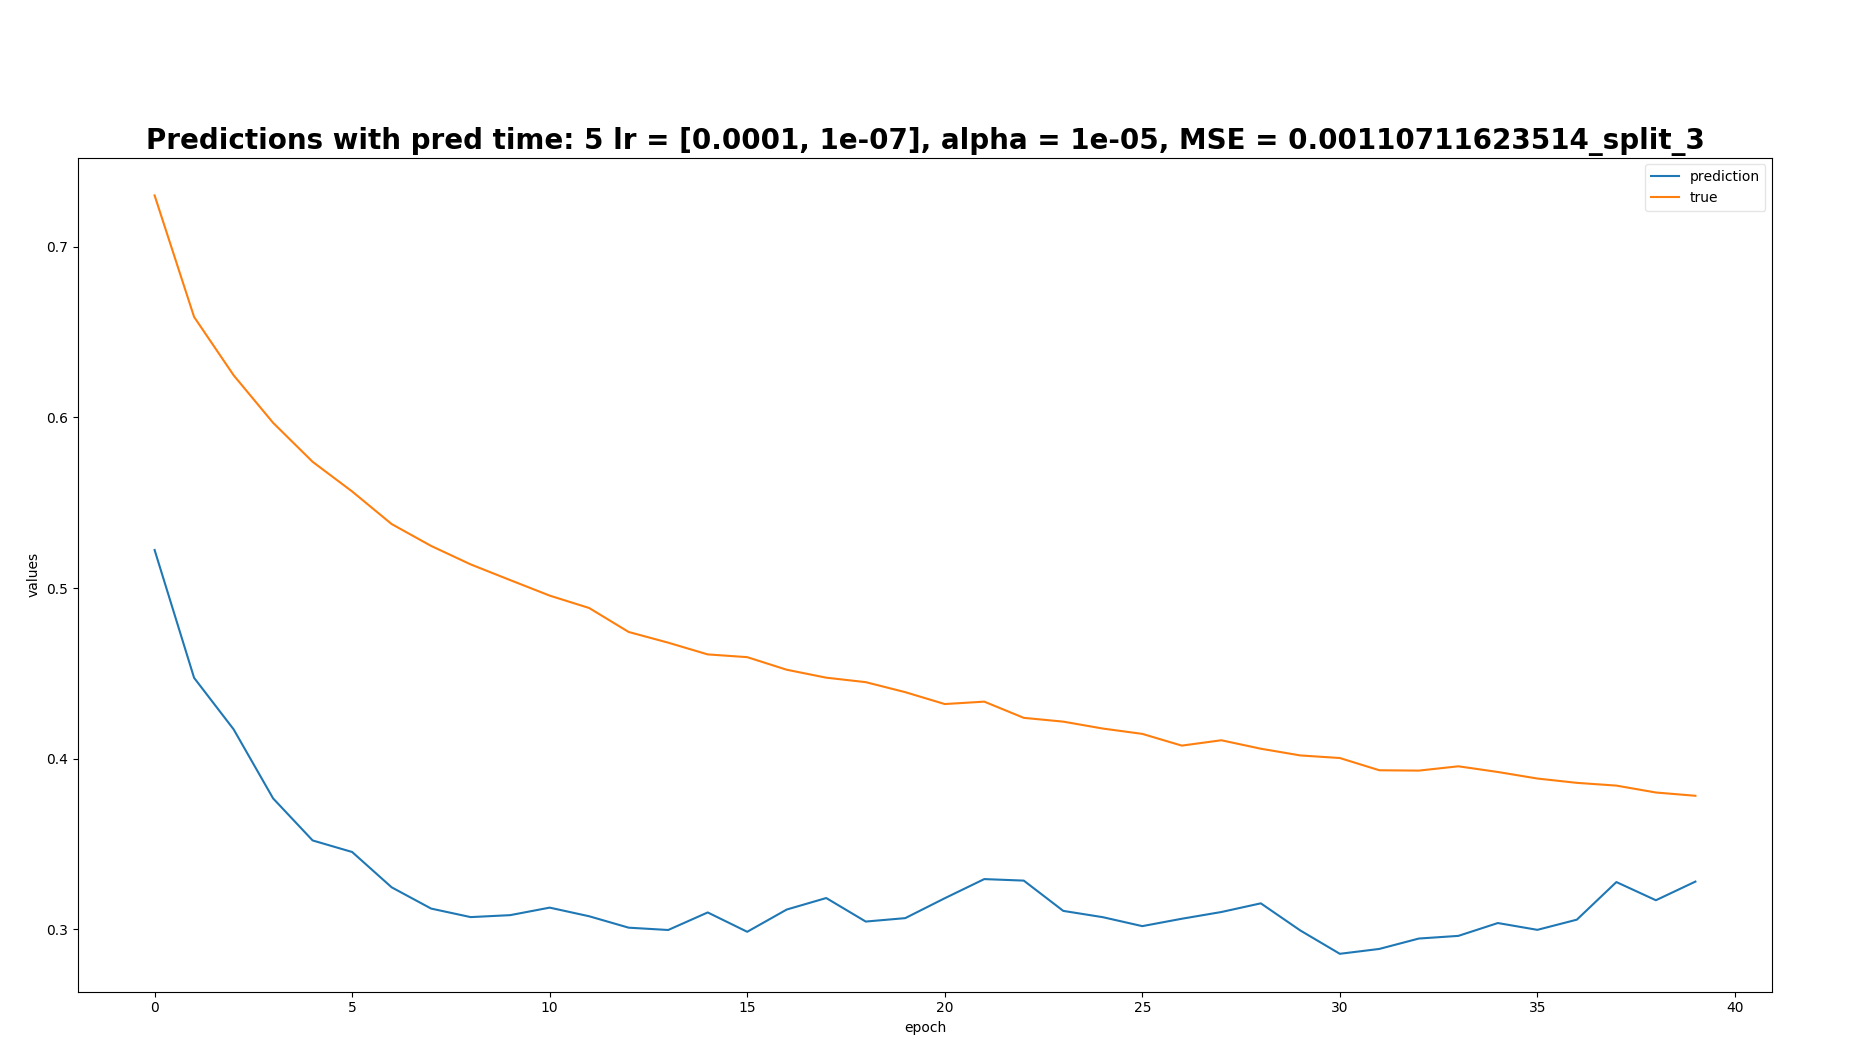 Predictions with pred time: 5 lr = [0.0001, 1e-07], alpha = 1e-05, MSE = 0.00110711623514_split_3
prediction
true
values
0.7
0.6
0.5
0.4
0.3
0 5 10 15 20 25 30 35 40
epoch